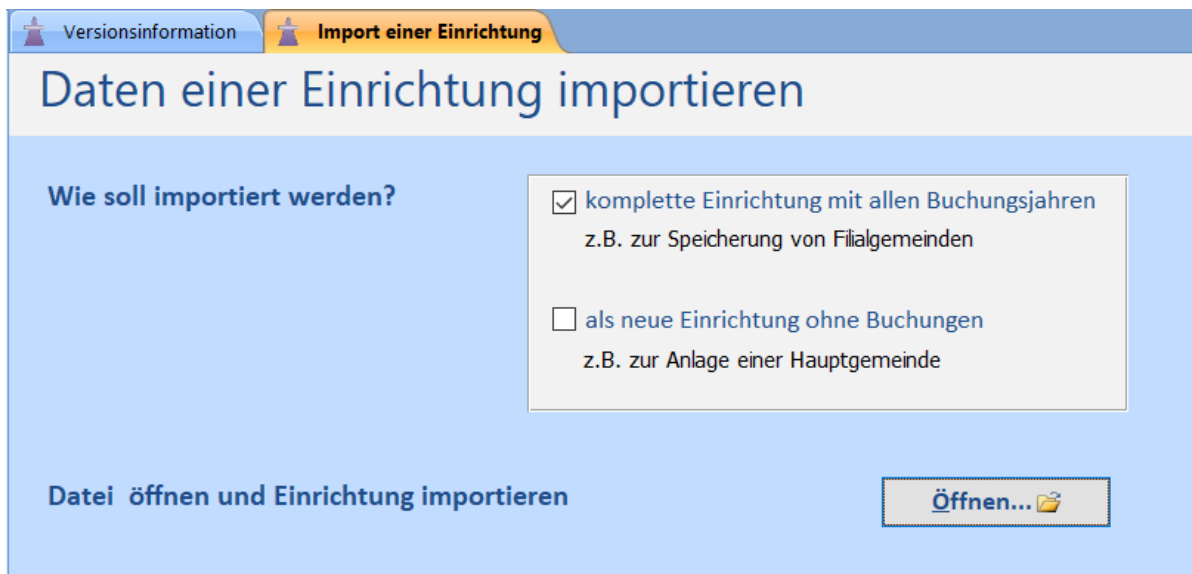 Versionsinformation
Import einer Einrichtung
Daten einer Einrichtung importieren
Wie soll importiert werden?
komplette Einrichtung mit allen Buchungsjahren
z.B. zur Speicherung von Filialgemeinden
als neue Einrichtung ohne Buchungen
z.B. zur Anlage einer Hauptgemeinde
Datei  öffnen und Einrichtung importieren
Öffnen...